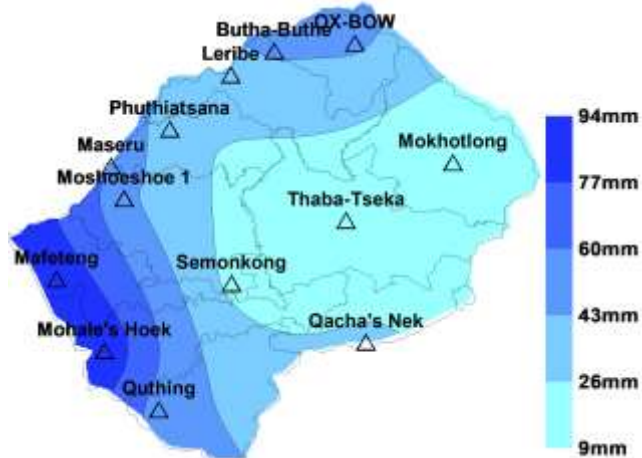 OX-BOW
Butha-Buthe
Leribe
Phuthiatsana
Maseru
Moshoeshoe 1
Mokhotlong
Thaba-Tseka
Mafeteng
Semonkong
Mohale's Hoek
Qacha's Nek
Quthing
94mm
77mm
60mm
43mm
26mm
9mm